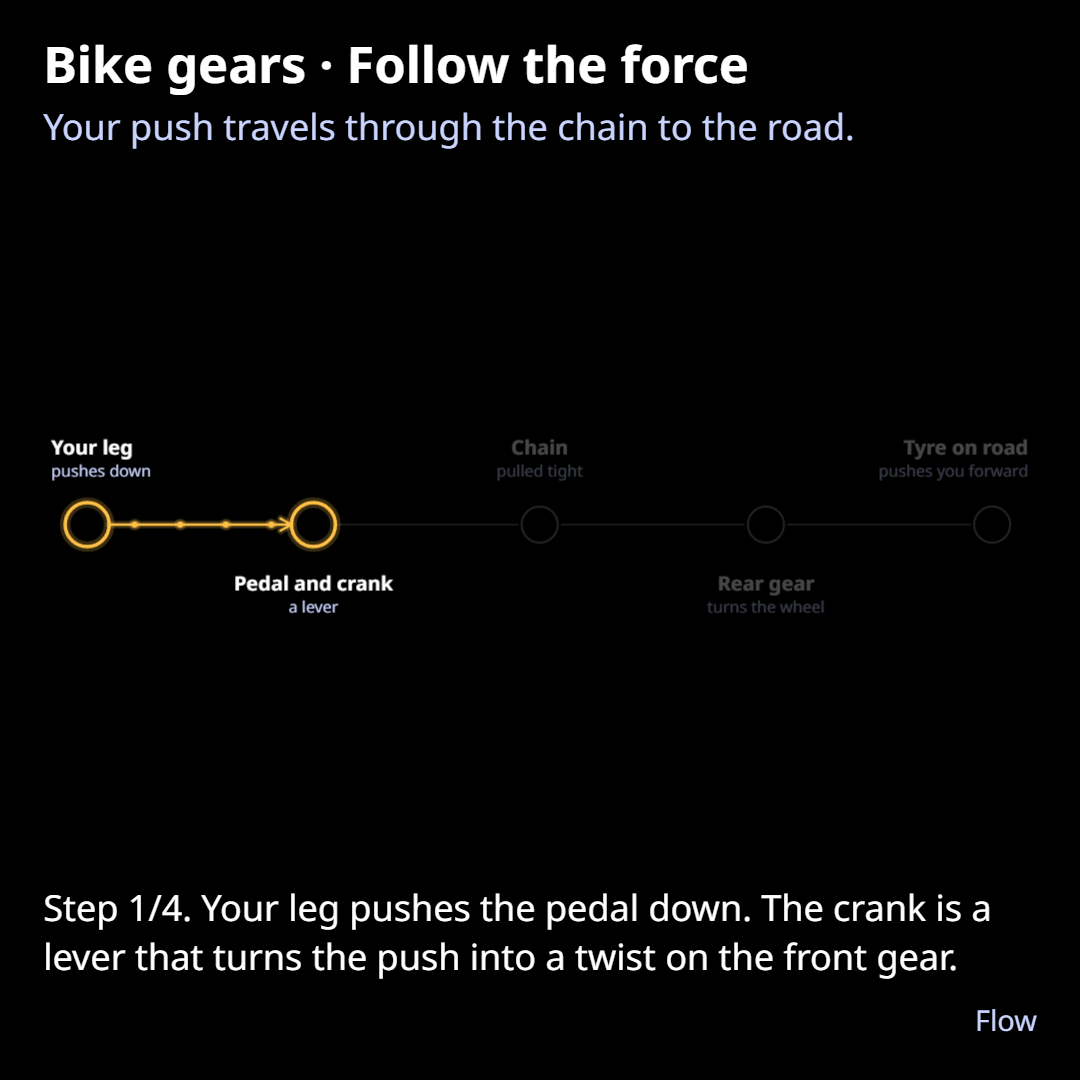 Bike gears · Follow the force
Your push travels through the chain to the road.
Your leg
pushes down
Chain
pulled tight
Tyre on road
pushes you forward
Pedal and crank
a lever
Rear gear
turns the wheel
Step 1/4. Your leg pushes the pedal down. The crank is a
lever that turns the push into a twist on the front gear.
Flow